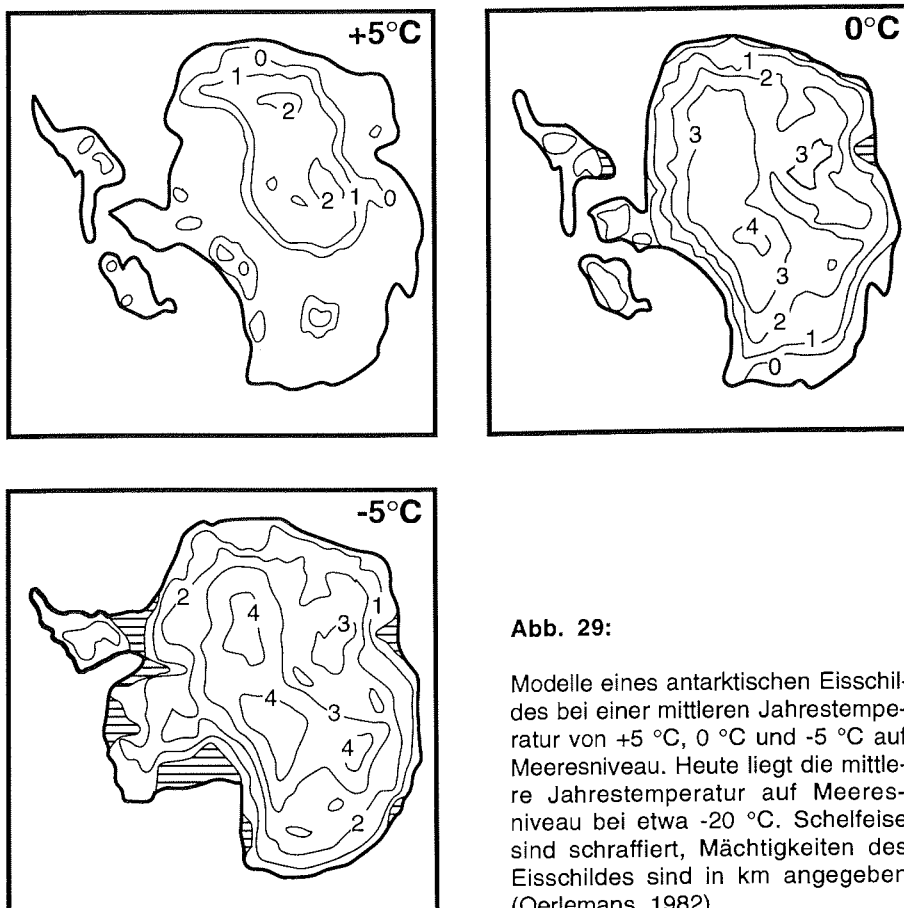 +5°C
0
1
2
2
1
0
0°C
1
2
3
3
4
3
2
1
0
-5°C
2
1
4
3
4
3
4
2
Abb. 29:
Modelle eines antarktischen Eisschil-
des bei einer mittleren Jahrestempe-
ratur von +5 °C, 0 °C und -5 °C auf
Meeresniveau. Heute liegt die mittle-
re Jahrestemperatur auf Meeres-
niveau bei etwa -20 °C. Schelfeise
sind schraffiert, Mächtigkeiten des
Eisschildes sind in km angegeben
(Oerlemans, 1982)